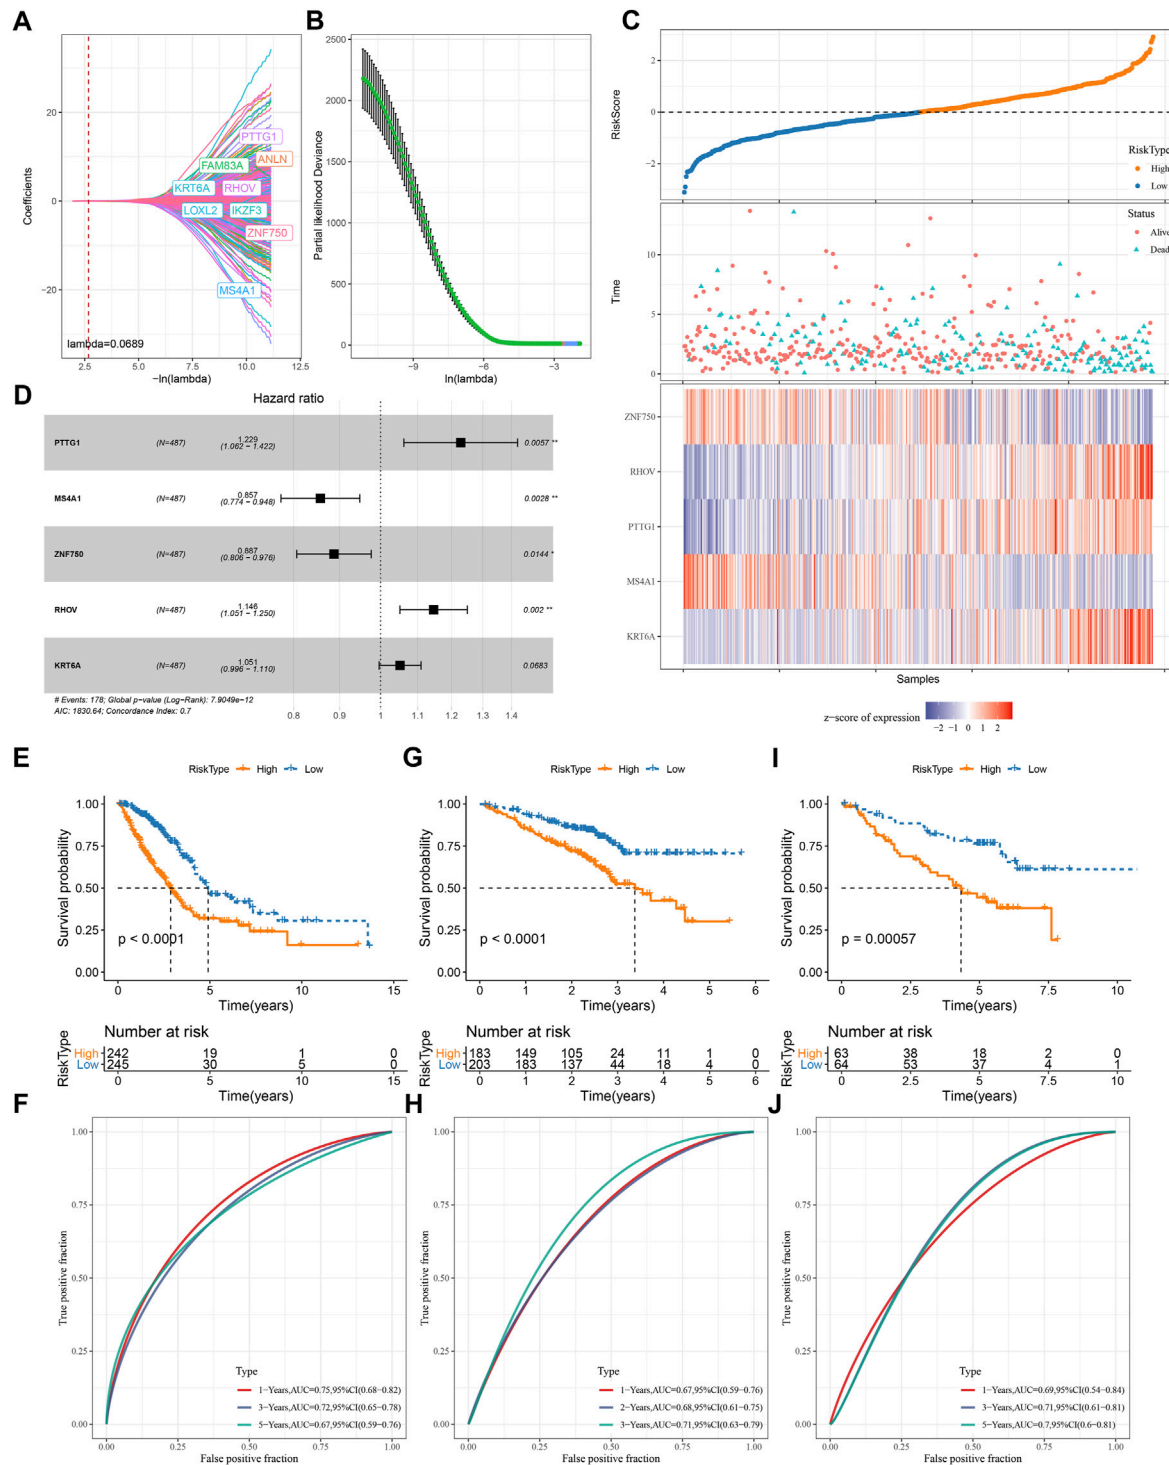 A
20
0
−20
Coefficients
PTTG1
FAM83A
ANLN
KRT6A
RHOV
LOXL2
IKZF3
ZNF750
MS4A1
lambda=0.0689
2.5 5.0 7.5 10.0 12.5
−ln(lambda)
B
2500
2000
1500
1000
500
0
Partial likelihood Deviance
−9 −6 −3
ln(lambda)
C
2
0
−2
RiskScore
RiskType
High
Low
10
5
0
Time
Status
Alive
Dead
ZNF750
RHOV
PTTG1
MS4A1
KRT6A
Samples
z−score of expression
−2 −1 0 1 2
D
Hazard ratio
PTTG1 (N=487) 1.229 (1.062 − 1.422) 0.0057 **
MS4A1 (N=487) 0.857 (0.774 − 0.948) 0.0028 **
ZNF750 (N=487) 0.887 (0.806 − 0.976) 0.0144 *
RHOV (N=487) 1.146 (1.051 − 1.250) 0.002 **
KRT6A (N=487) 1.051 (0.996 − 1.110) 0.0683
# Events: 178; Global p−value (Log−Rank): 7.9049e−12
AIC: 1830.64; Concordance Index: 0.7
0.8 0.9 1 1.1 1.2 1.3 1.4
E
RiskType High Low
1.00
0.75
0.50
0.25
0.00
Survival probability
p < 0.0001
0 5 10 15
Time(years)
Number at risk
RiskType
High 242 19 1 0
Low 245 30 5 0
0 5 10 15
Time(years)
G
RiskType High Low
1.00
0.75
0.50
0.25
0.00
Survival probability
p < 0.0001
0 1 2 3 4 5 6
Time(years)
Number at risk
RiskType
High 183 149 105 24 11 1 0
Low 203 183 137 44 18 4 0
0 1 2 3 4 5 6
Time(years)
I
RiskType High Low
1.00
0.75
0.50
0.25
0.00
Survival probability
p = 0.00057
0 2.5 5.0 7.5 10
Time(years)
Number at risk
RiskType
High 63 38 18 2 0
Low 64 53 37 4 1
0 2.5 5 7.5 10
Time(years)
F
1.00
0.75
0.50
0.25
0.00
True positive fraction
Type
1−Years,AUC=0.75,95%CI(0.68−0.82)
3−Years,AUC=0.72,95%CI(0.65−0.78)
5−Years,AUC=0.67,95%CI(0.59−0.76)
0.00 0.25 0.50 0.75 1.00
False positive fraction
H
1.00
0.75
0.50
0.25
0.00
True positive fraction
Type
1−Years,AUC=0.67,95%CI(0.59−0.76)
2−Years,AUC=0.68,95%CI(0.61−0.75)
3−Years,AUC=0.71,95%CI(0.63−0.79)
0.00 0.25 0.50 0.75 1.00
False positive fraction
J
1.00
0.75
0.50
0.25
0.00
True positive fraction
Type
1−Years,AUC=0.69,95%CI(0.54−0.84)
3−Years,AUC=0.71,95%CI(0.61−0.81)
5−Years,AUC=0.7,95%CI(0.6−0.81)
0.00 0.25 0.50 0.75 1.00
False positive fraction